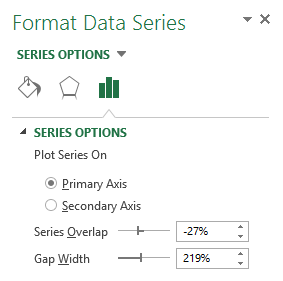 Format Data Series
SERIES OPTIONS
SERIES OPTIONS
Plot Series On
Primary Axis
Secondary Axis
Series Overlap -27%
Gap Width 219%